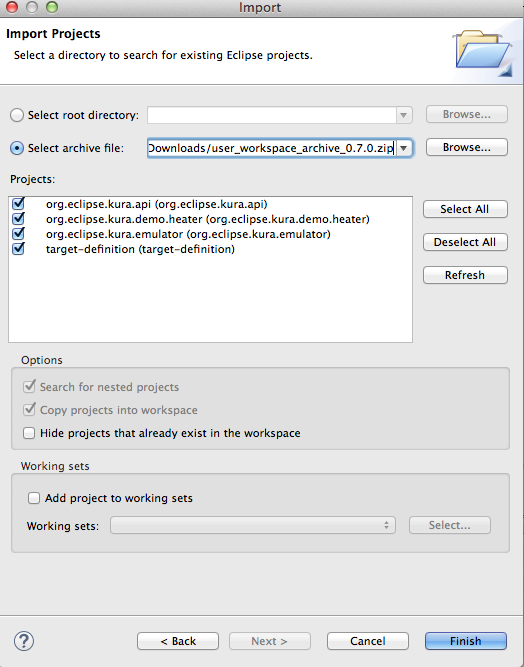 Import
Import Projects
Select a directory to search for existing Eclipse projects.
Select root directory:
Browse...
Select archive file:
Downloads/user_workspace_archive_0.7.0.zip
Browse...
Projects:
org.eclipse.kura.api (org.eclipse.kura.api)
org.eclipse.kura.demo.heater (org.eclipse.kura.demo.heater)
org.eclipse.kura.emulator (org.eclipse.kura.emulator)
target-definition (target-definition)
Select All
Deselect All
Refresh
Options
Search for nested projects
Copy projects into workspace
Hide projects that already exist in the workspace
Working sets
Add project to working sets
Working sets:
Select...
?
< Back
Next >
Cancel
Finish